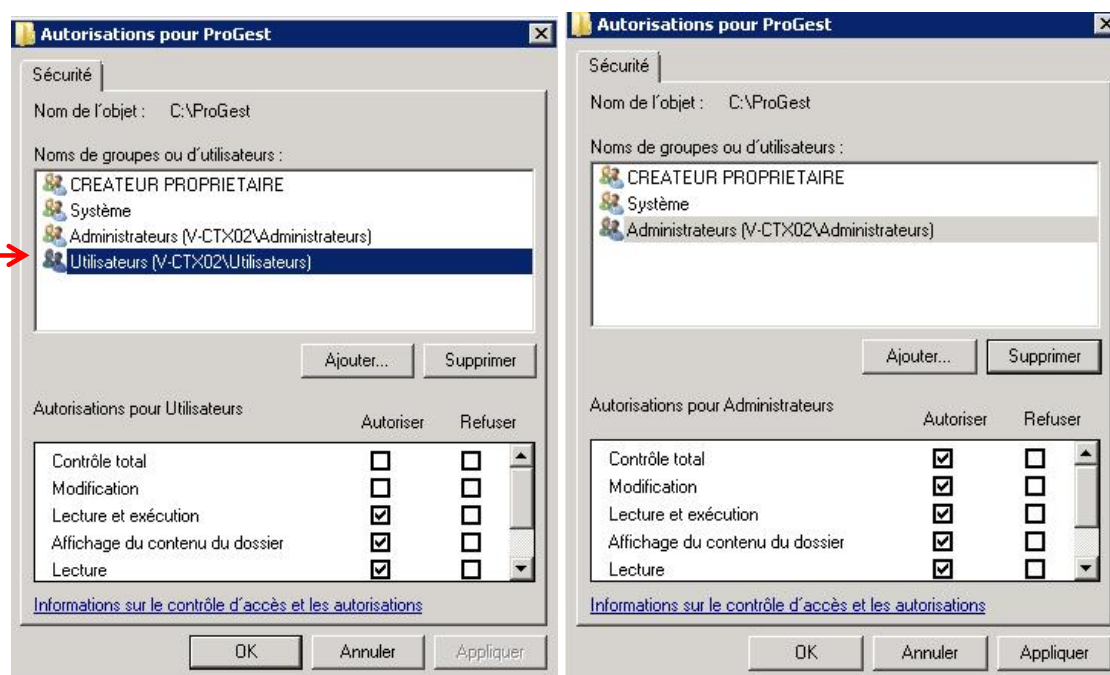 Autorisations pour ProGest
Sécurité
Nom de l'objet : C:\ProGest
Noms de groupes ou d'utilisateurs :
CREATEUR PROPRIETAIRE
Système
Administrateurs (V-CTX02\Administrateurs)
Utilisateurs (V-CTX02\Utilisateurs)
Ajouter... Supprimer
Autorisations pour Utilisateurs Autoriser Refuser
Contrôle total
Modification
Lecture et exécution
Affichage du contenu du dossier
Lecture
Informations sur le contrôle d'accès et les autorisations
OK Annuler Appliquer
Autorisations pour ProGest
Sécurité
Nom de l'objet : C:\ProGest
Noms de groupes ou d'utilisateurs :
CREATEUR PROPRIETAIRE
Système
Administrateurs (V-CTX02\Administrateurs)
Ajouter... Supprimer
Autorisations pour Administrateurs Autoriser Refuser
Contrôle total
Modification
Lecture et exécution
Affichage du contenu du dossier
Lecture
Informations sur le contrôle d'accès et les autorisations
OK Annuler Appliquer